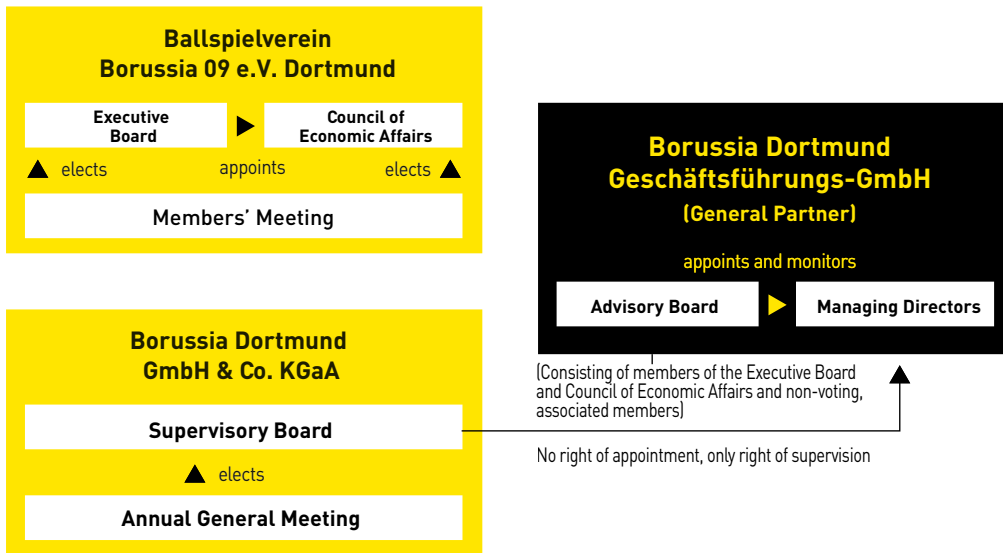 Ballspielverein
Borussia 09 e.V. Dortmund
Executive
Board
Council of
Economic Affairs
elects
appoints
elects
Members’ Meeting
Borussia Dortmund
GmbH & Co. KGaA
Supervisory Board
elects
Annual General Meeting
Borussia Dortmund
Geschäftsführungs-GmbH
(General Partner)
appoints and monitors
Advisory Board
Managing Directors
(Consisting of members of the Executive Board
and Council of Economic Affairs and non-voting,
associated members)
No right of appointment, only right of supervision